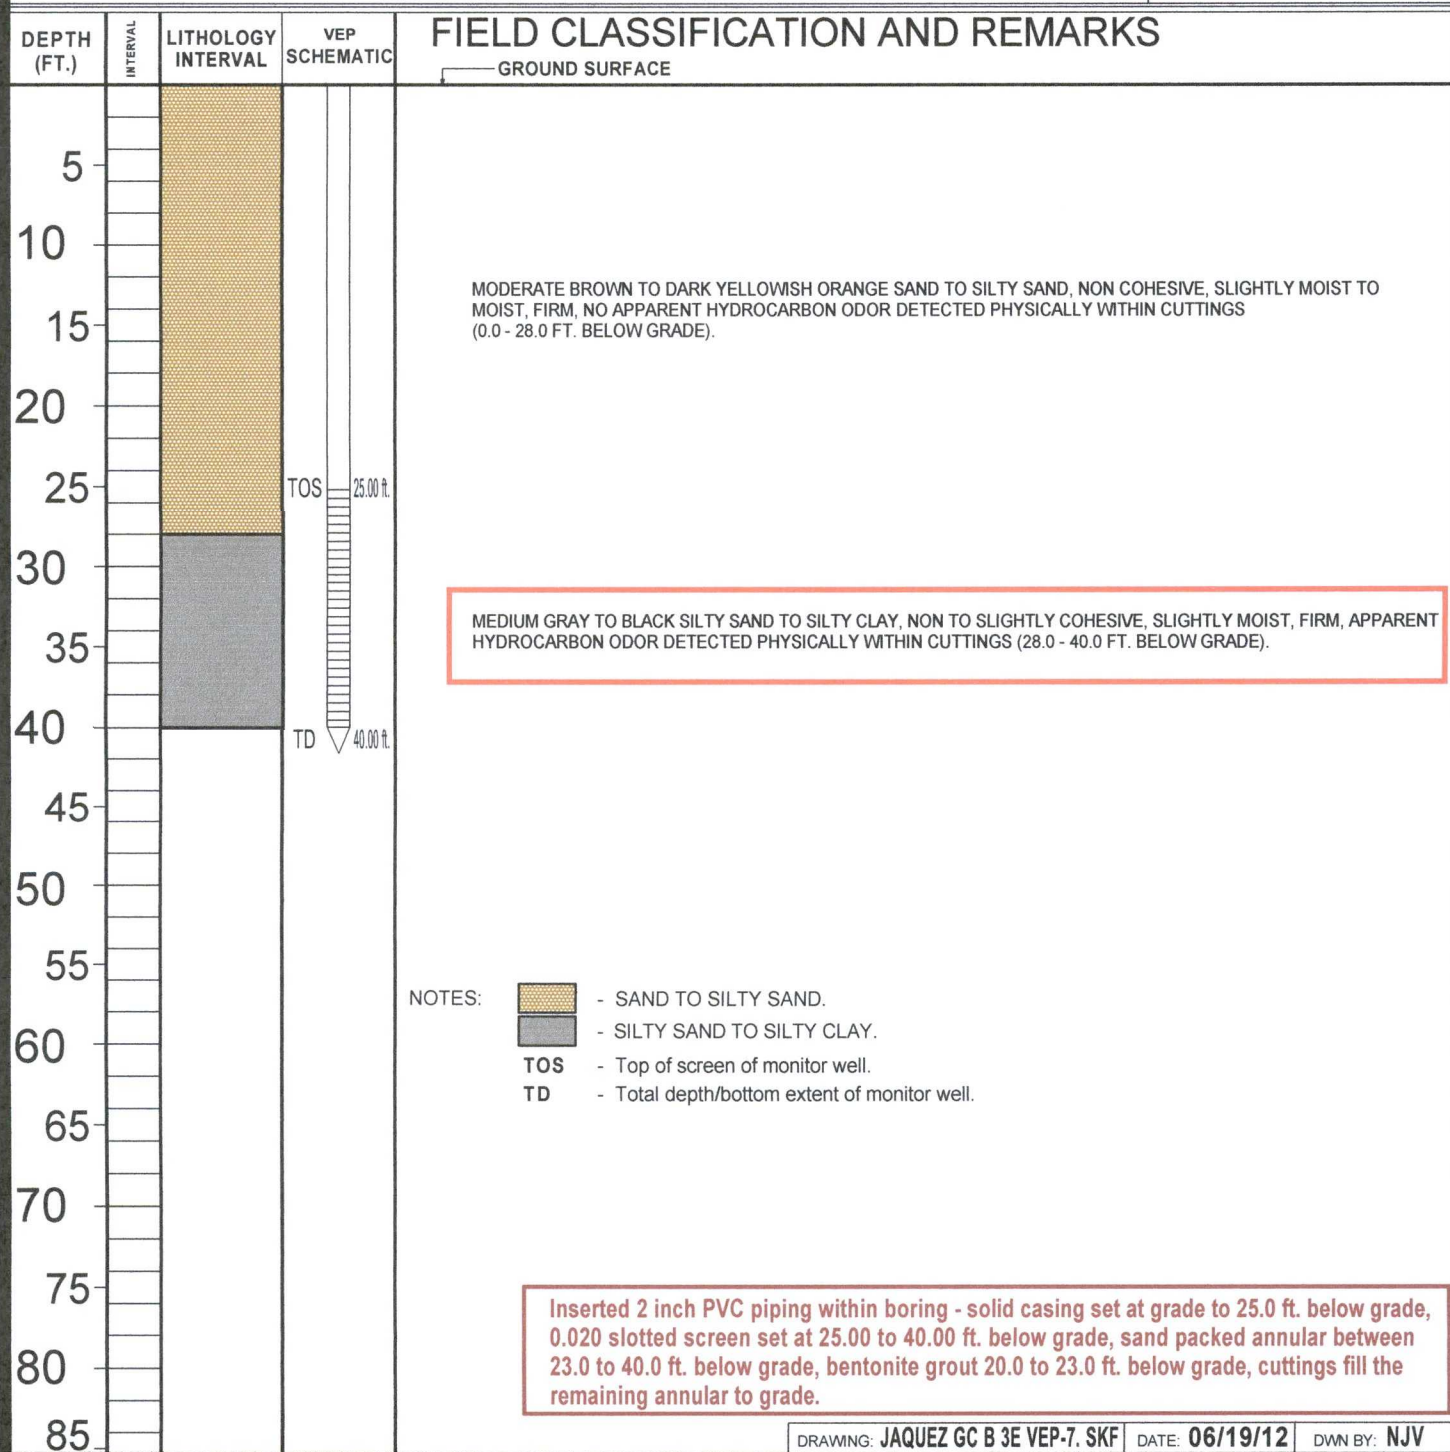 DEPTH
(FT.)
INTERVAL
LITHOLOGY
INTERVAL
VEP
SCHEMATIC
FIELD CLASSIFICATION AND REMARKS
GROUND SURFACE
5
10
15
20
25
30
35
40
45
50
55
60
65
70
75
80
85
TOS
25.00 ft.
TD
40.00 ft.
MODERATE BROWN TO DARK YELLOWISH ORANGE SAND TO SILTY SAND, NON COHESIVE, SLIGHTLY MOIST TO
MOIST, FIRM, NO APPARENT HYDROCARBON ODOR DETECTED PHYSICALLY WITHIN CUTTINGS
(0.0 - 28.0 FT. BELOW GRADE).
MEDIUM GRAY TO BLACK SILTY SAND TO SILTY CLAY, NON TO SLIGHTLY COHESIVE, SLIGHTLY MOIST, FIRM, APPARENT
HYDROCARBON ODOR DETECTED PHYSICALLY WITHIN CUTTINGS (28.0 - 40.0 FT. BELOW GRADE).
NOTES:
- SAND TO SILTY SAND.
- SILTY SAND TO SILTY CLAY.
TOS - Top of screen of monitor well.
TD - Total depth/bottom extent of monitor well.
Inserted 2 inch PVC piping within boring - solid casing set at grade to 25.0 ft. below grade,
0.020 slotted screen set at 25.00 to 40.00 ft. below grade, sand packed annular between
23.0 to 40.0 ft. below grade, bentonite grout 20.0 to 23.0 ft. below grade, cuttings fill the
remaining annular to grade.
DRAWING: JAQUEZ GC B 3E VEP-7. SKF DATE: 06/19/12 DWN BY: NJV